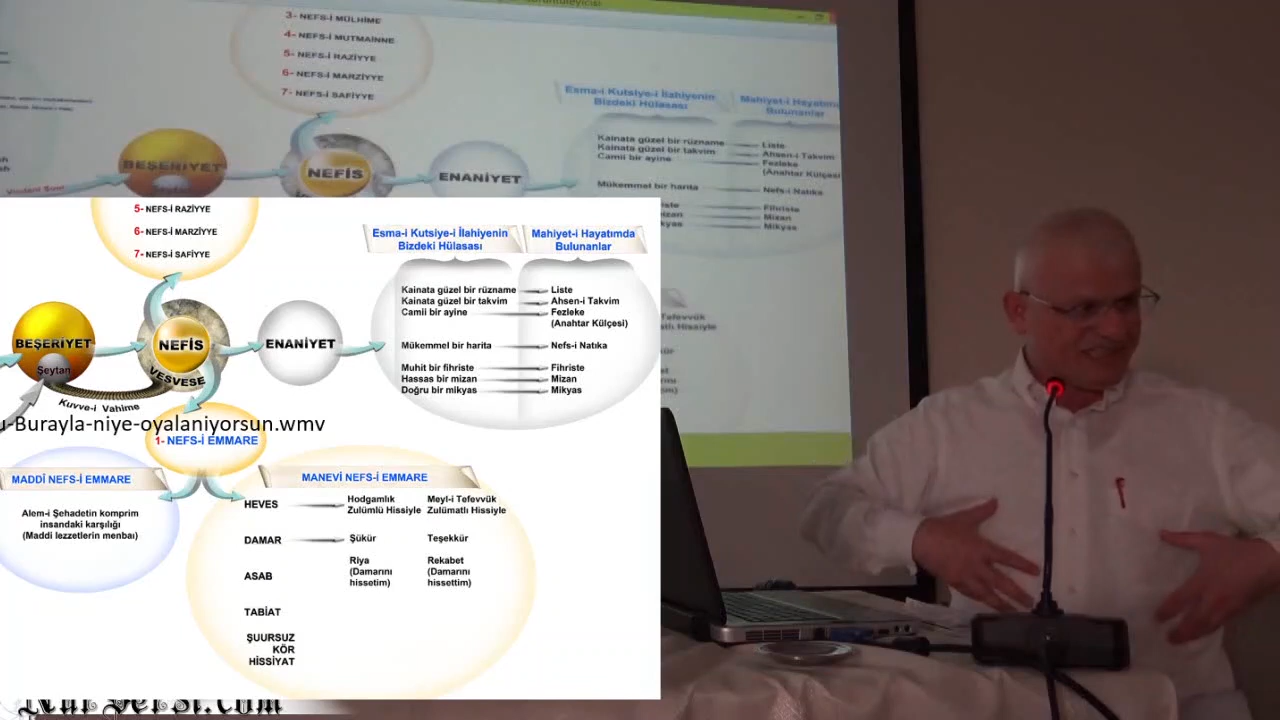 3- NEFS-İ MÜLHİME
4- NEFS-İ MUTMAİNNE
5- NEFS-İ RAZİYYE
6- NEFS-İ MARZİYYE
7- NEFS-İ SAFİYYE
BEŞERİYET
NEFİS
ENANİYET
Esma-i Kutsiye-i İlahiyenin
Bizdeki Hülasası
Mahiyet-i Hayatımda
Bulunanlar
Kainata güzel bir rüzname
Liste
Kainata güzel bir takvim
Ahsen-i Takvim
Camii bir ayine
Fezleke
(Anahtar Külçesi)
Mükemmel bir harita
Nefs-i Natıka
Fihriste
Mizan
Mikyas
5- NEFS-İ RAZİYYE
6- NEFS-İ MARZİYYE
7- NEFS-İ SAFİYYE
Esma-i Kutsiye-i İlahiyenin
Bizdeki Hülasası
Mahiyet-i Hayatımda
Bulunanlar
Kainata güzel bir rüzname
Liste
Kainata güzel bir takvim
Ahsen-i Takvim
Camii bir ayine
Fezleke
(Anahtar Külçesi)
Mükemmel bir harita
Nefs-i Natıka
Muhit bir fihriste
Fihriste
Hassas bir mizan
Mizan
Doğru bir mikyas
Mikyas
BEŞERİYET
Şeytan
NEFİS
VESVESE
ENANİYET
Kuvve-i Vahime
u-Burayla-niye-oyalaniyorsun.wmv
1- NEFS-İ EMMARE
MADDİ NEFS-İ EMMARE
Alem-i Şehadetin komprim
insandaki karşılığı
(Maddi lezzetlerin menbaı)
MANEVİ NEFS-İ EMMARE
HEVES
Hodgamlık
Zulümlü Hissiyle
Meyl-i Tefevvük
Zulümatlı Hissiyle
DAMAR
Şükür
Teşekkür
ASAB
Riya
(Damarını
hissetim)
Rekabet
(Damarını
hissettim)
TABİAT
ŞUURSUZ
KÖR
HİSSİYAT